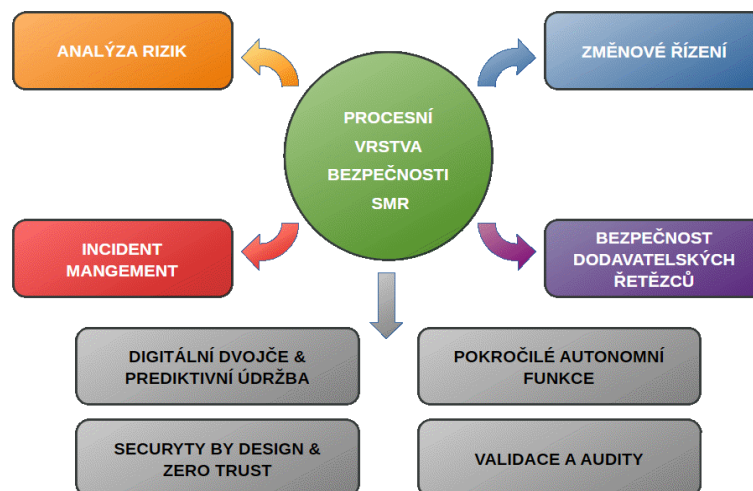 ANALÝZA RIZIK
ZMĚNOVÉ ŘÍZENÍ
PROCESNÍ
VRSTVA
BEZPEČNOSTI
SMR
INCIDENT
MANGEMENT
BEZPEČNOST
DODAVATELSKÝCH
ŘETĚZCŮ
DIGITÁLNÍ DVOJČE &
PREDIKTIVNÍ ÚDRŽBA
POKROČILÉ AUTONOMNÍ
FUNKCE
SECURYTY BY DESIGN &
ZERO TRUST
VALIDACE A AUDITY